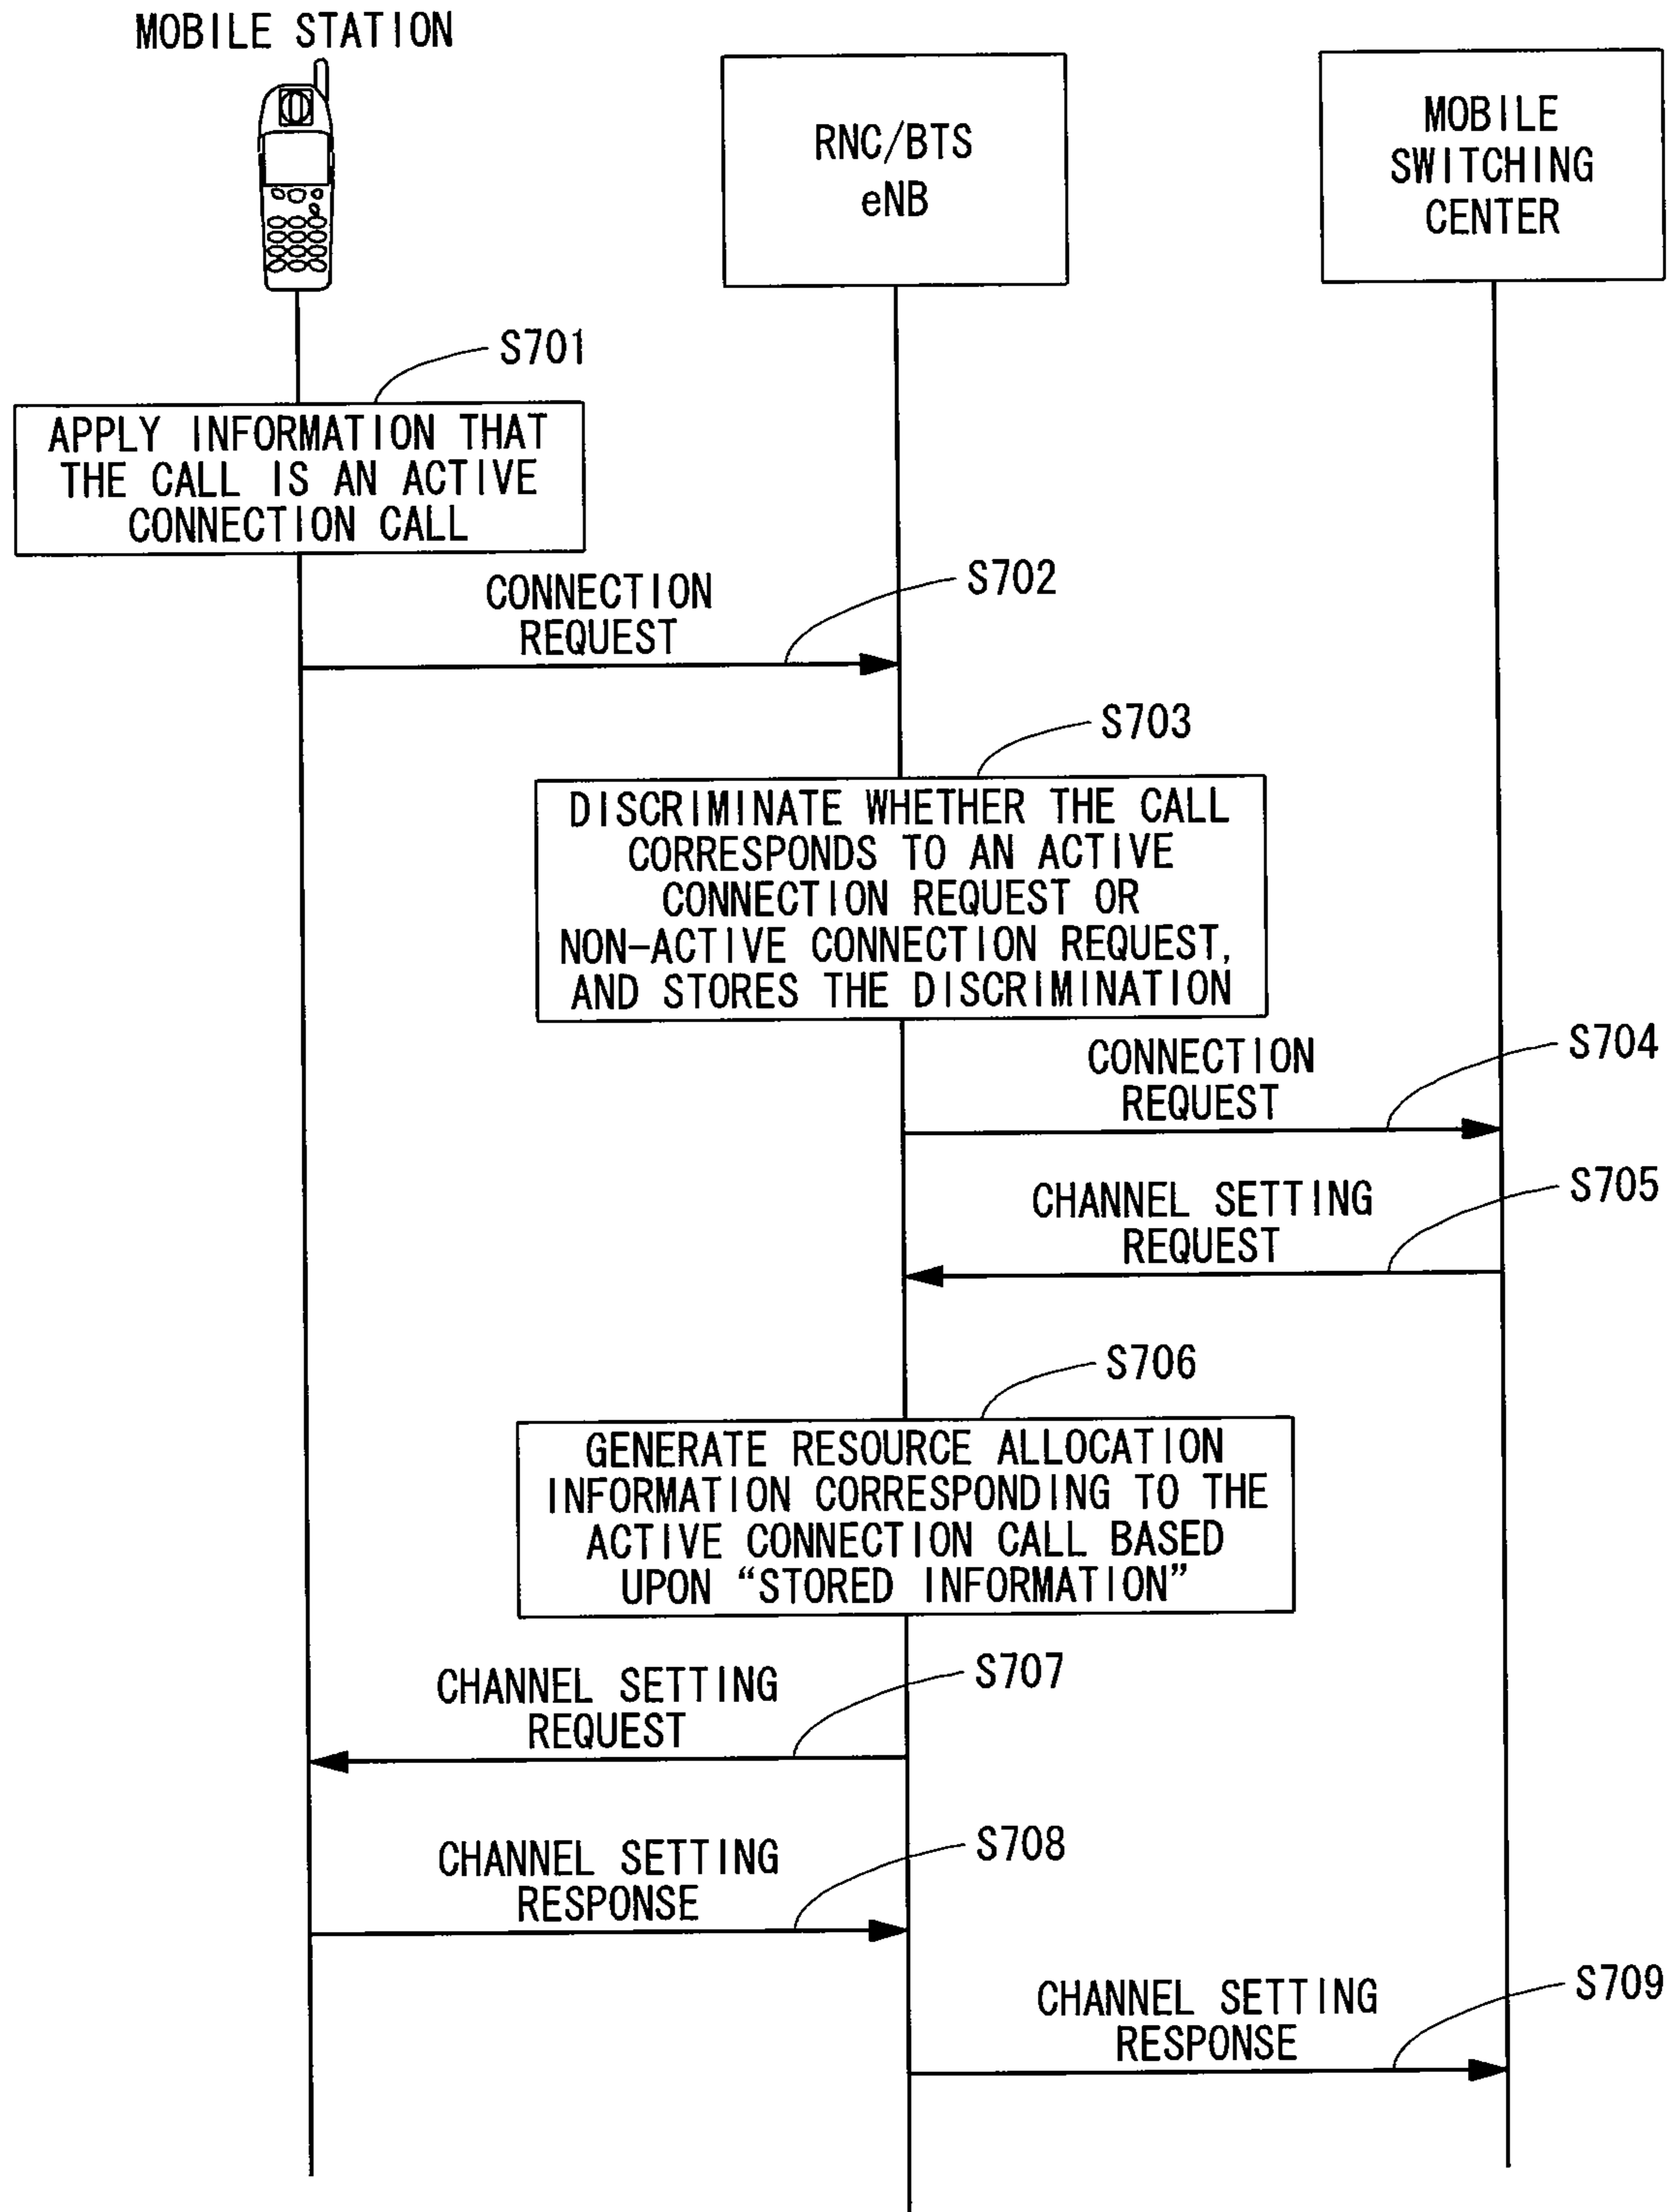 MOBILE STATION
RNC/BTS
eNB
MOBILE
SWITCHING
CENTER
S701
APPLY INFORMATION THAT
THE CALL IS AN ACTIVE
CONNECTION CALL
CONNECTION
REQUEST
S702
S703
DISCRIMINATE WHETHER THE CALL
CORRESPONDS TO AN ACTIVE
CONNECTION REQUEST OR
NON-ACTIVE CONNECTION REQUEST,
AND STORES THE DISCRIMINATION
CONNECTION
REQUEST
S704
CHANNEL SETTING
REQUEST
S705
S706
GENERATE RESOURCE ALLOCATION
INFORMATION CORRESPONDING TO THE
ACTIVE CONNECTION CALL BASED
UPON “STORED INFORMATION”
CHANNEL SETTING
REQUEST
S707
CHANNEL SETTING
RESPONSE
S708
CHANNEL SETTING
RESPONSE
S709